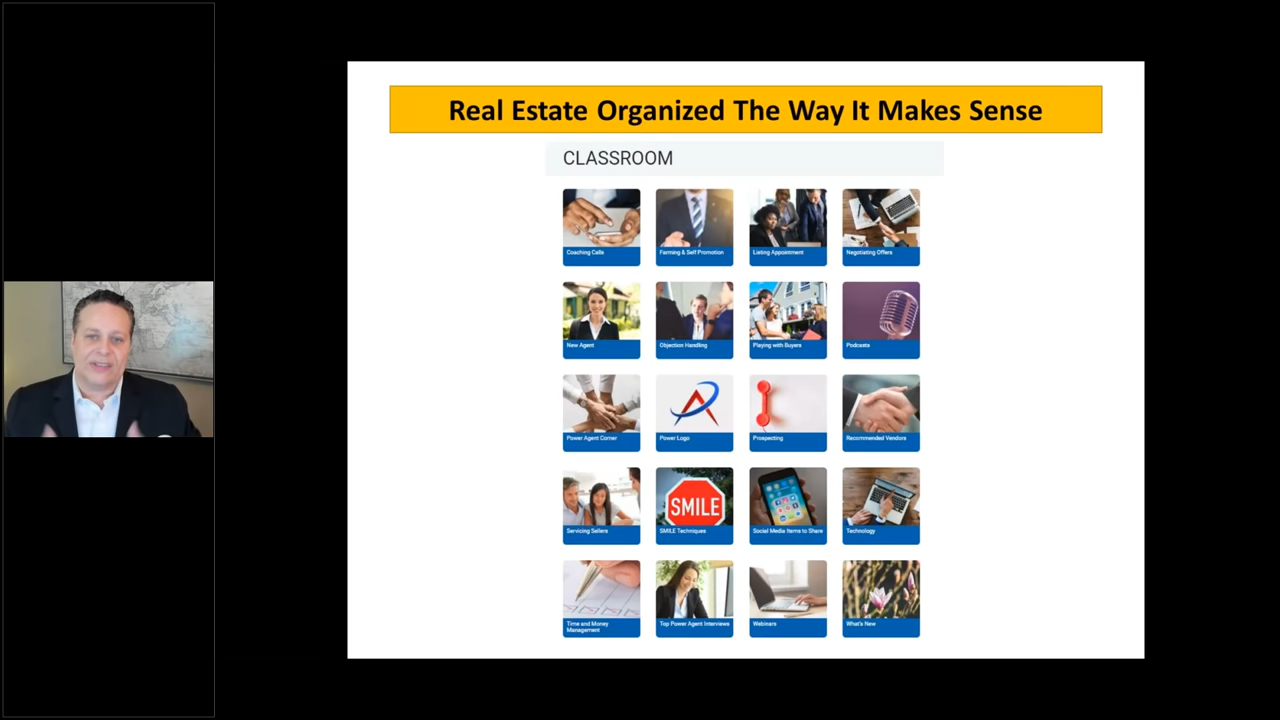 Real Estate Organized The Way It Makes Sense
CLASSROOM
Coaching Calls
Farming & Self Promotion
Listing Appointment
Negotiating Offers
New Agent
Objection Handling
Playing with Buyers
Podcasts
Power Agent Corner
Power Logo
Prospecting
Recommended Vendors
Servicing Sellers
SMILE
SMILE Techniques
Social Media Items to Share
Technology
Time and Money
Management
Top Power Agent Interviews
Webinars
What's New